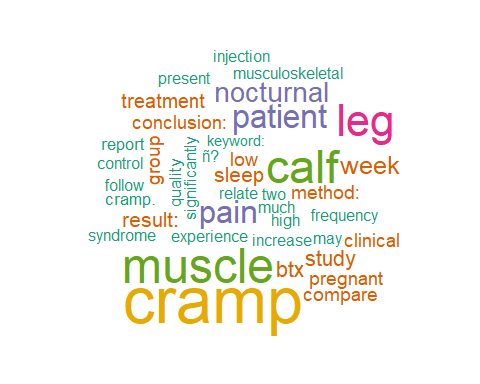 injection
present musculoskeletal
treatment nocturnal
conclusion: patient leg
report group quality significantly keyword:
control ñ? low calf week
follow sleep
cramp. relate two method:
result: pain much high frequency
syndrome experience increase may clinical
muscle btx study
pregnant
cramp compare